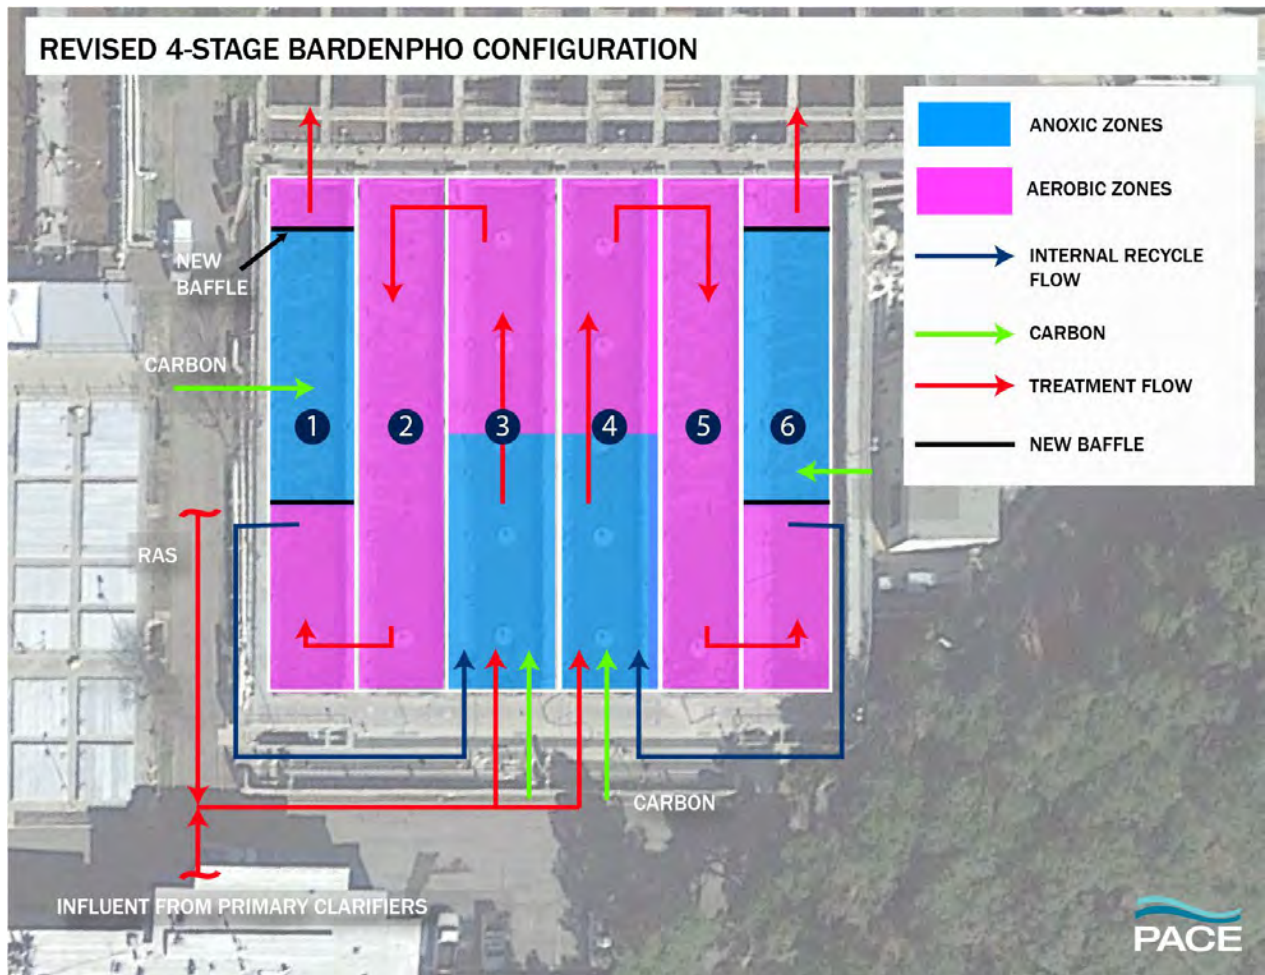 REVISED 4-STAGE BARDENPHO CONFIGURATION
ANOXIC ZONES
AEROBIC ZONES
INTERNAL RECYCLE
FLOW
CARBON
TREATMENT FLOW
NEW BAFFLE
NEW
BAFFLE
CARBON
1
2
3
4
5
6
RAS
CARBON
INFLUENT FROM PRIMARY CLARIFIERS
PACE